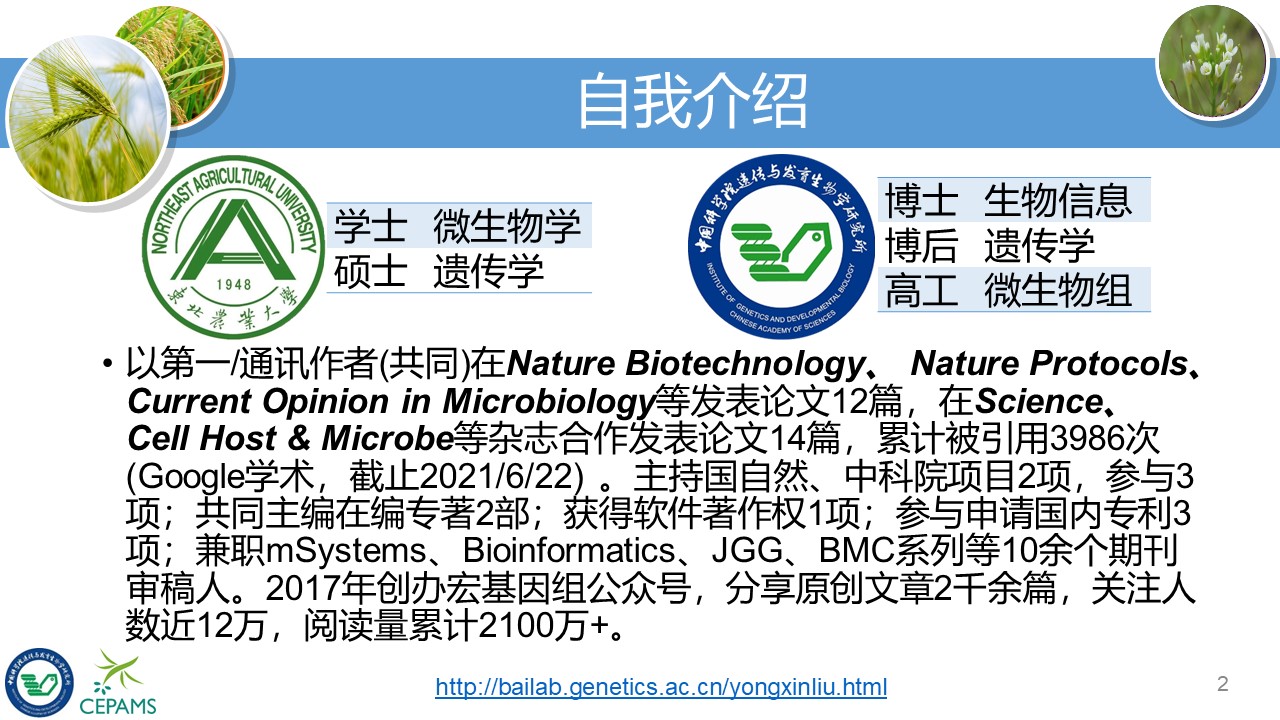 自我介绍
NORTHEAST AGRICULTURAL UNIVERSITY
1948
东北农业大学
学士 微生物学
硕士 遗传学
中国科学院遗传与发育生物学研究所
INSTITUTE OF GENETICS AND DEVELOPMENTAL BIOLOGY
CHINESE ACADEMY OF SCIENCES
博士 生物信息
博后 遗传学
高工 微生物组
• 以第一/通讯作者(共同)在Nature Biotechnology、 Nature Protocols、
Current Opinion in Microbiology等发表论文12篇，在Science、
Cell Host & Microbe等杂志合作发表论文14篇，累计被引用3986次
(Google学术，截止2021/6/22) 。主持国自然、中科院项目2项，参与3
项；共同主编在编专著2部；获得软件著作权1项；参与申请国内专利3
项；兼职mSystems、Bioinformatics、JGG、BMC系列等10余个期刊
审稿人。2017年创办宏基因组公众号，分享原创文章2千余篇，关注人
数近12万，阅读量累计2100万+。
CEPAMS
http://bailab.genetics.ac.cn/yongxinliu.html
2